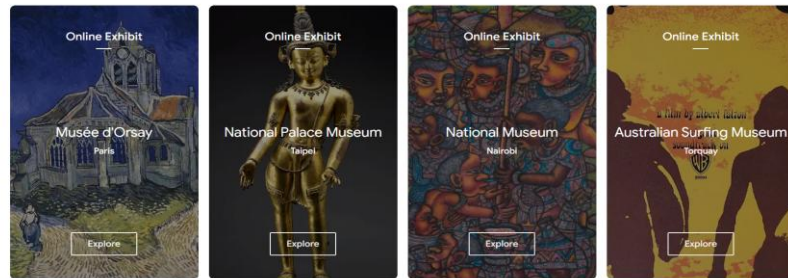 Online Exhibit
Musée d'Orsay
Paris
Explore
Online Exhibit
National Palace Museum
Taipei
Explore
Online Exhibit
National Museum
Nairobi
Explore
Online Exhibit
a film by albert falzon
Australian Surfing Museum
Torquay
WB
Explore